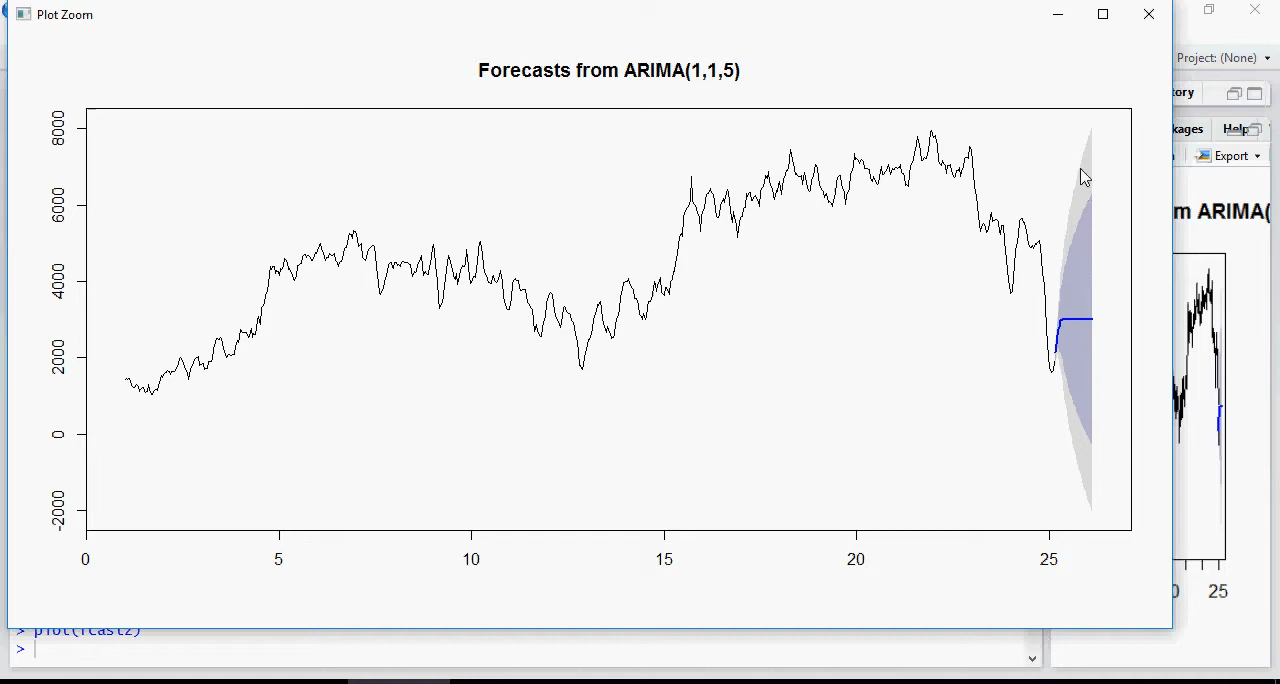 Plot Zoom
Project: (None)
Forecasts from ARIMA(1,1,5)
tory
kages Help
Export
m ARIMA(
8000
6000
4000
2000
0
-2000
0 5 10 15 20 25
0 25
> plot(fcast2)
>